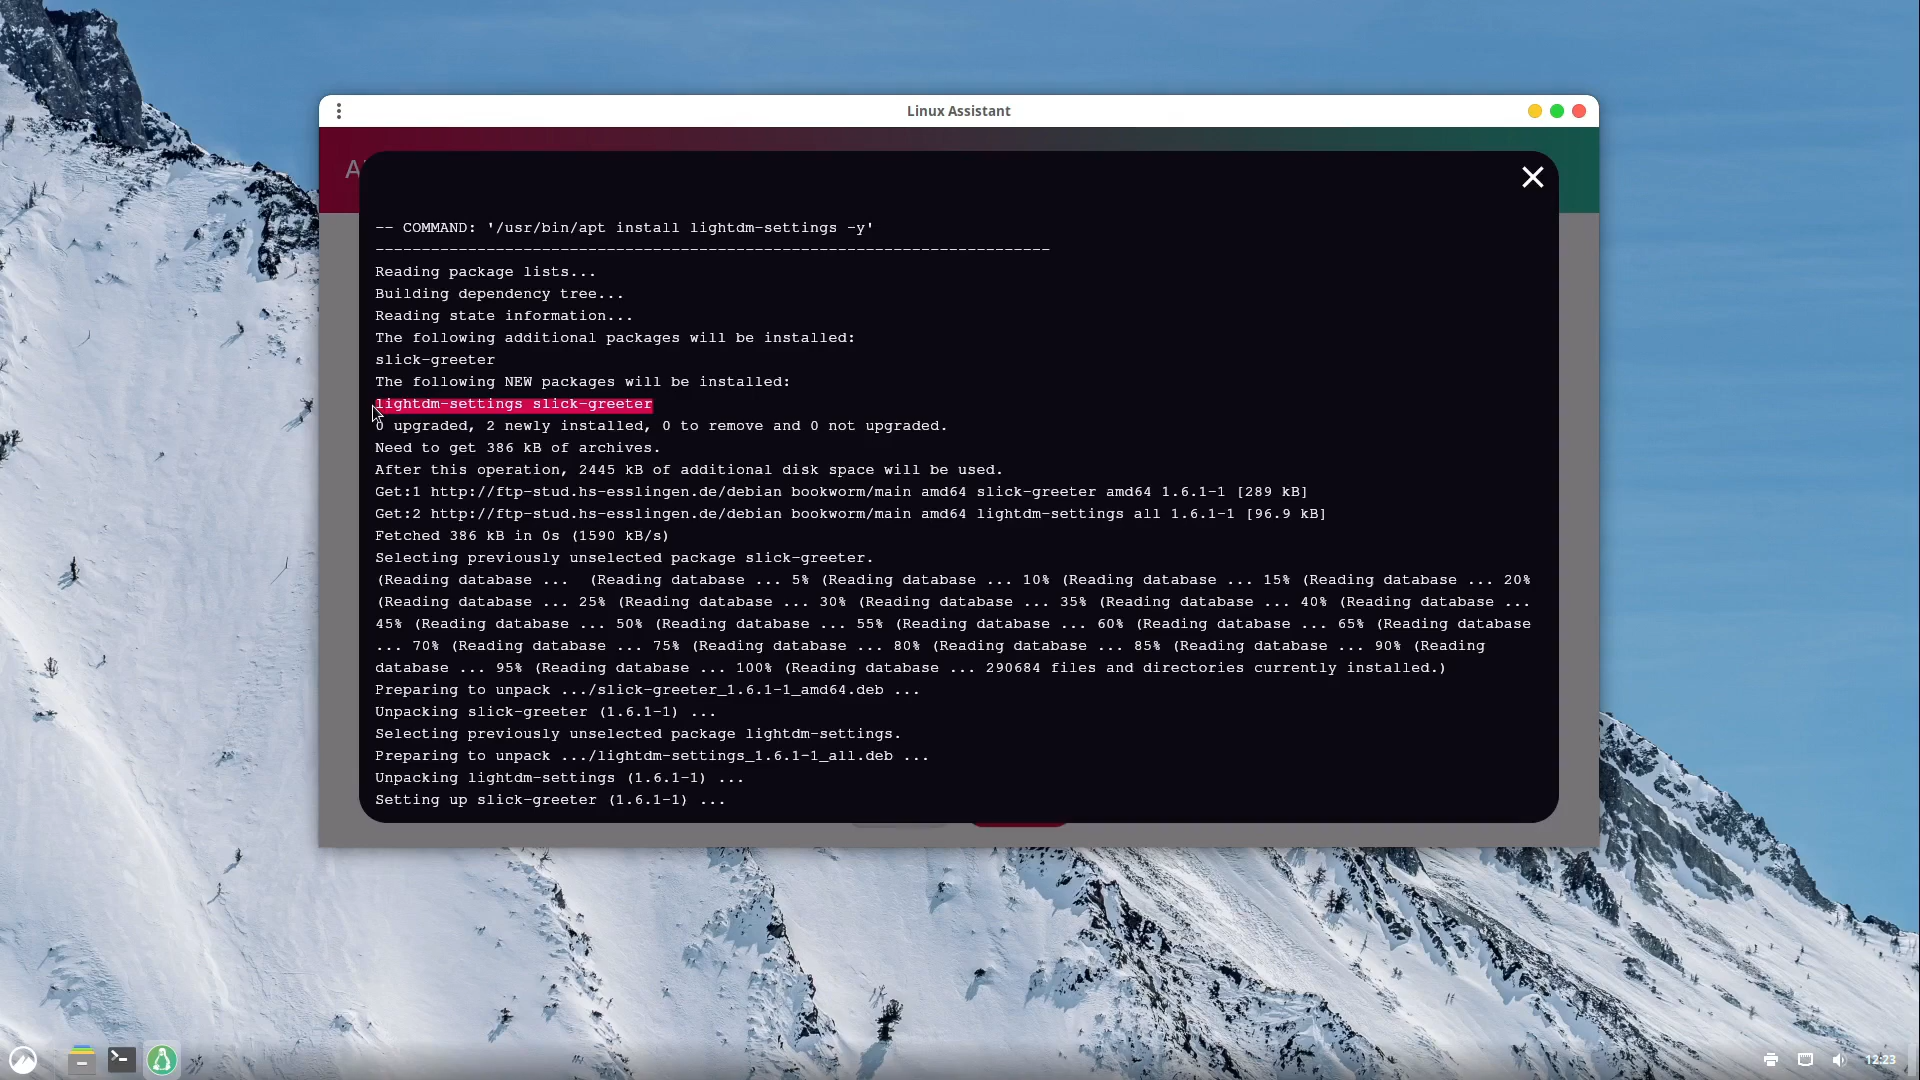 Linux Assistant
A
-- COMMAND: '/usr/bin/apt install lightdm-settings -y'
-------------------------------------------------------------------------
Reading package lists...
Building dependency tree...
Reading state information...
The following additional packages will be installed:
slick-greeter
The following NEW packages will be installed:
lightdm-settings slick-greeter
0 upgraded, 2 newly installed, 0 to remove and 0 not upgraded.
Need to get 386 kB of archives.
After this operation, 2445 kB of additional disk space will be used.
Get:1 http://ftp-stud.hs-esslingen.de/debian bookworm/main amd64 slick-greeter amd64 1.6.1-1 [289 kB]
Get:2 http://ftp-stud.hs-esslingen.de/debian bookworm/main amd64 lightdm-settings all 1.6.1-1 [96.9 kB]
Fetched 386 kB in 0s (1590 kB/s)
Selecting previously unselected package slick-greeter.
(Reading database ...  (Reading database ... 5% (Reading database ... 10% (Reading database ... 15% (Reading database ... 20%
(Reading database ... 25% (Reading database ... 30% (Reading database ... 35% (Reading database ... 40% (Reading database ...
45% (Reading database ... 50% (Reading database ... 55% (Reading database ... 60% (Reading database ... 65% (Reading database
... 70% (Reading database ... 75% (Reading database ... 80% (Reading database ... 85% (Reading database ... 90% (Reading
database ... 95% (Reading database ... 100% (Reading database ... 290684 files and directories currently installed.)
Preparing to unpack .../slick-greeter_1.6.1-1_amd64.deb ...
Unpacking slick-greeter (1.6.1-1) ...
Selecting previously unselected package lightdm-settings.
Preparing to unpack .../lightdm-settings_1.6.1-1_all.deb ...
Unpacking lightdm-settings (1.6.1-1) ...
Setting up slick-greeter (1.6.1-1) ...
12:23